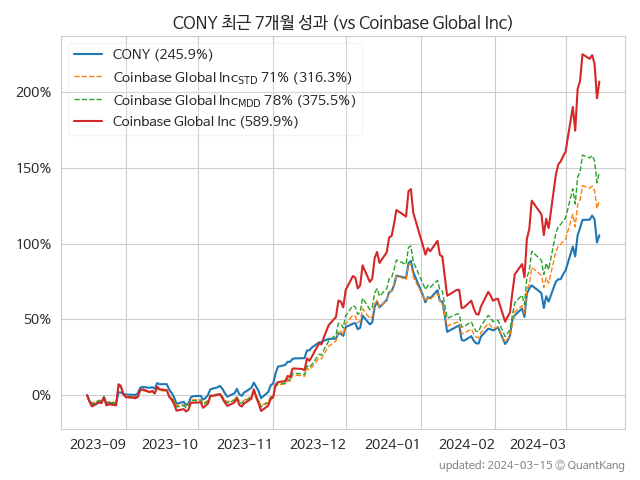 CONY 최근 7개월 성과 (vs Coinbase Global Inc)
CONY (245.9%)
Coinbase Global IncSTD 71% (316.3%)
Coinbase Global IncMDD 78% (375.5%)
Coinbase Global Inc (589.9%)
200%
150%
100%
50%
0%
2023-09 2023-10 2023-11 2023-12 2024-01 2024-02 2024-03
updated: 2024-03-15 © QuantKang